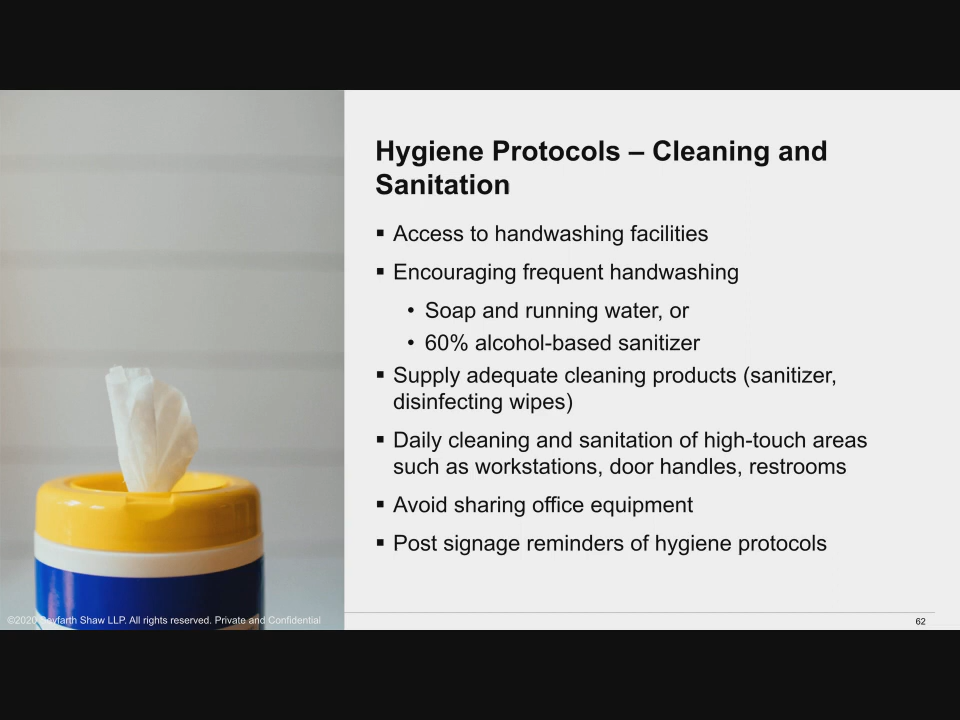 Hygiene Protocols – Cleaning and
Sanitation
▪ Access to handwashing facilities
▪ Encouraging frequent handwashing
• Soap and running water, or
• 60% alcohol-based sanitizer
▪ Supply adequate cleaning products (sanitizer,
disinfecting wipes)
▪ Daily cleaning and sanitation of high-touch areas
such as workstations, door handles, restrooms
▪ Avoid sharing office equipment
▪ Post signage reminders of hygiene protocols
©2020 Seyfarth Shaw LLP. All rights reserved. Private and Confidential
62